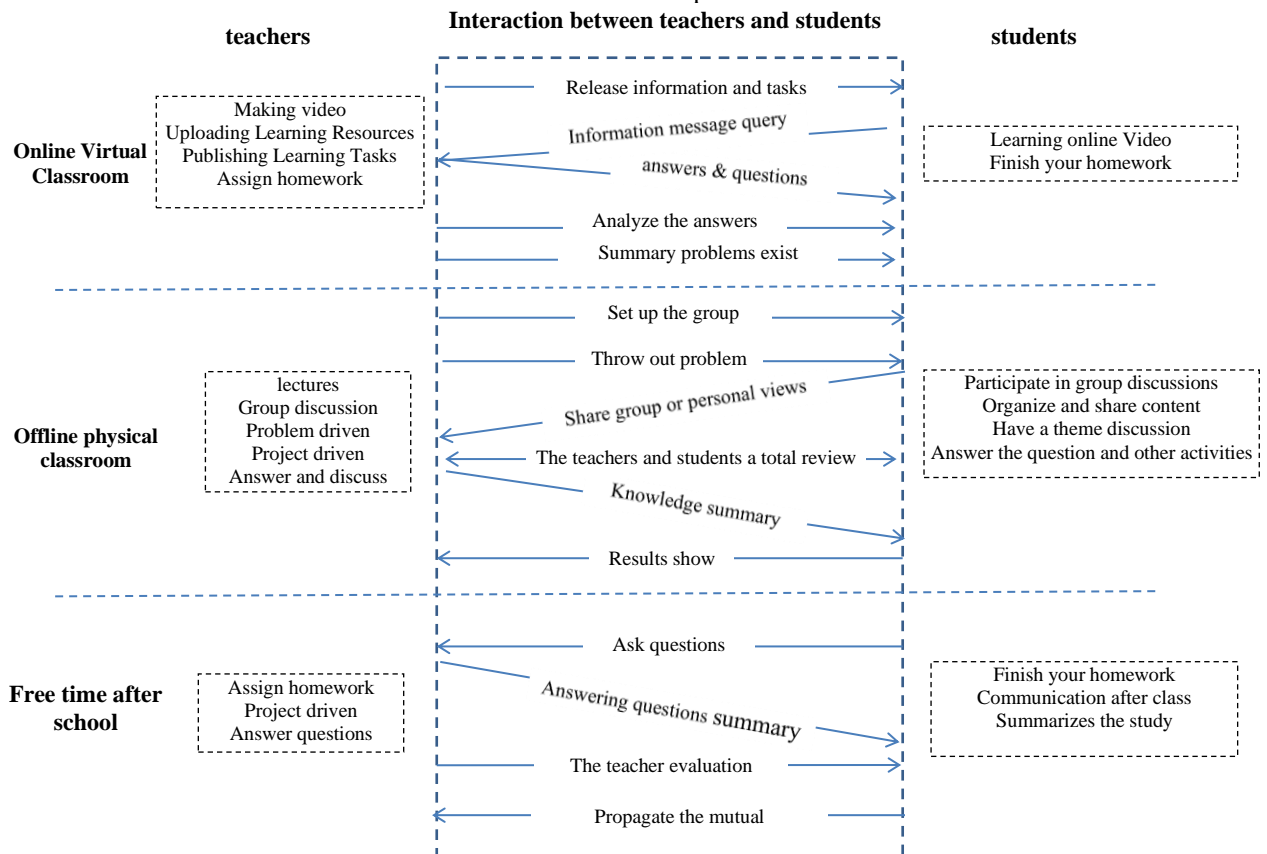 Interaction between teachers and students
teachers
students
Online Virtual
Classroom
Making video
Uploading Learning Resources
Publishing Learning Tasks
Assign homework
Release information and tasks
Information message query
answers & questions
Analyze the answers
Summary problems exist
Learning online Video
Finish your homework
Offline physical
classroom
lectures
Group discussion
Problem driven
Project driven
Answer and discuss
Set up the group
Throw out problem
Share group or personal views
The teachers and students a total review
Knowledge summary
Results show
Participate in group discussions
Organize and share content
Have a theme discussion
Answer the question and other activities
Free time after
school
Assign homework
Project driven
Answer questions
Ask questions
Answering questions summary
The teacher evaluation
Propagate the mutual
Finish your homework
Communication after class
Summarizes the study